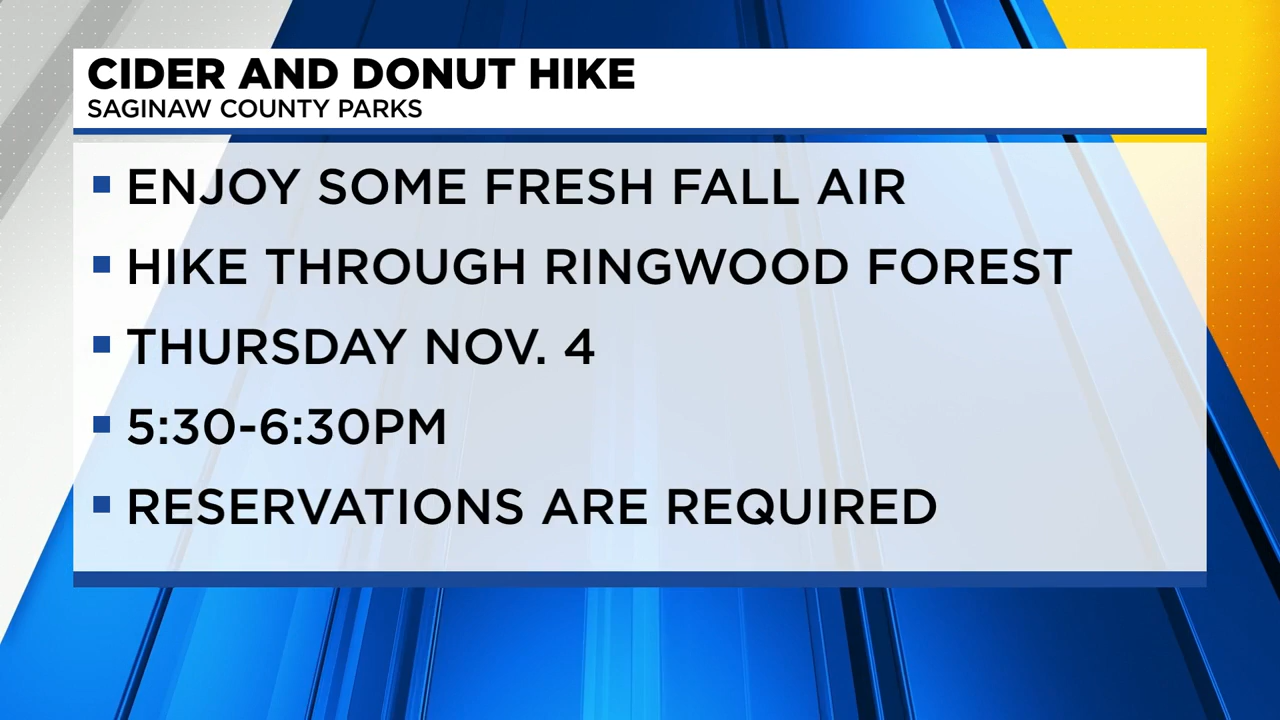 CIDER AND DONUT HIKE
SAGINAW COUNTY PARKS
ENJOY SOME FRESH FALL AIR
HIKE THROUGH RINGWOOD FOREST
THURSDAY NOV. 4
5:30-6:30PM
RESERVATIONS ARE REQUIRED